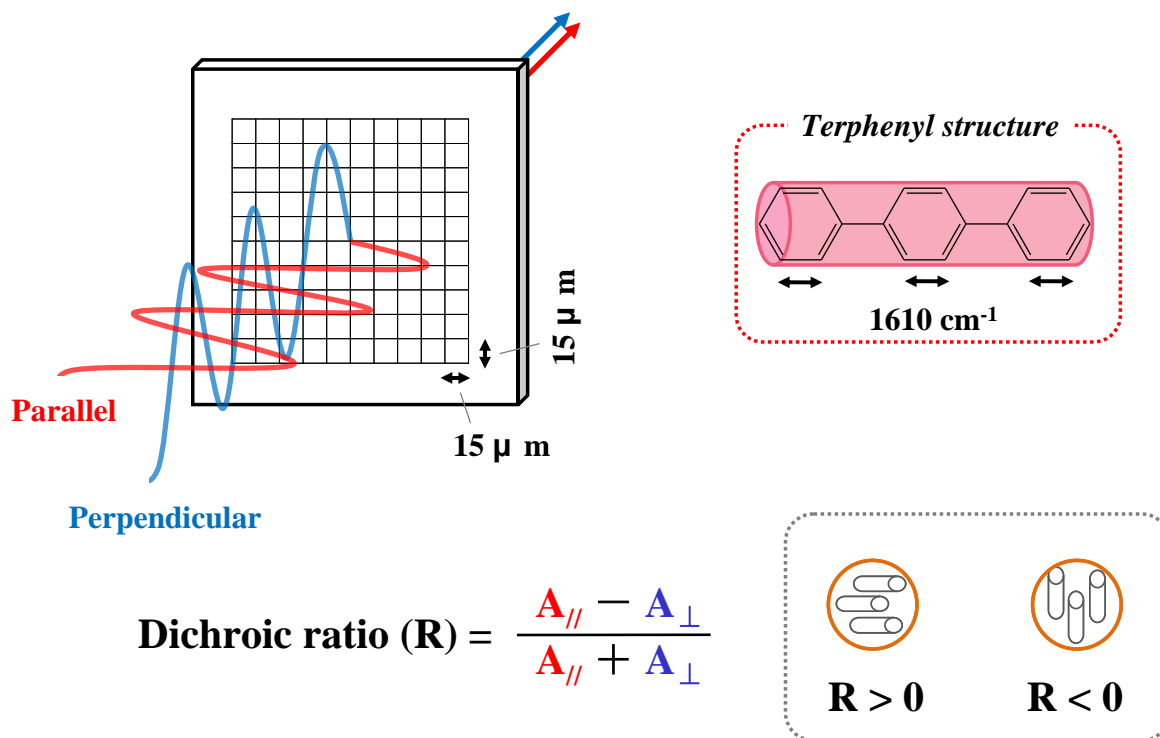 Terphenyl structure
1610 cm⁻¹
15 μ m
15 μ m
Parallel
Perpendicular
Dichroic ratio (R) = A// − A⊥
A// + A⊥
R > 0
R < 0